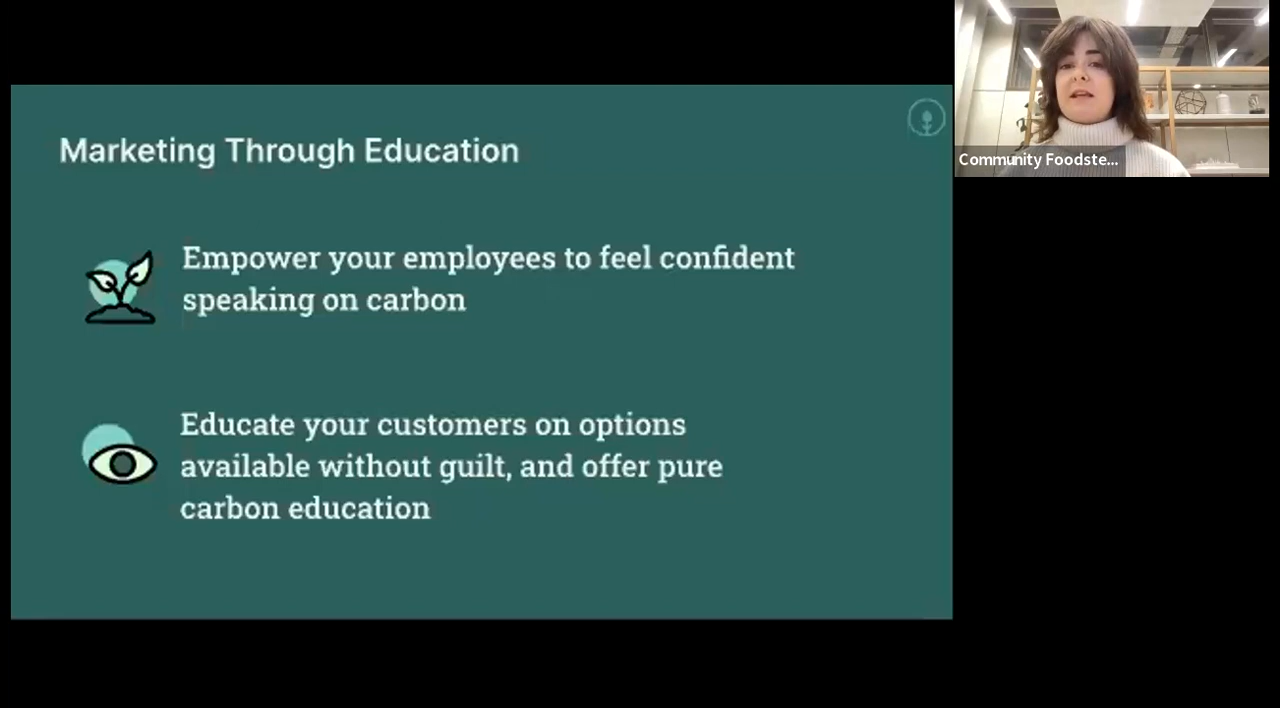 Marketing Through Education
Empower your employees to feel confident
speaking on carbon
Educate your customers on options
available without guilt, and offer pure
carbon education
Community Foodste...